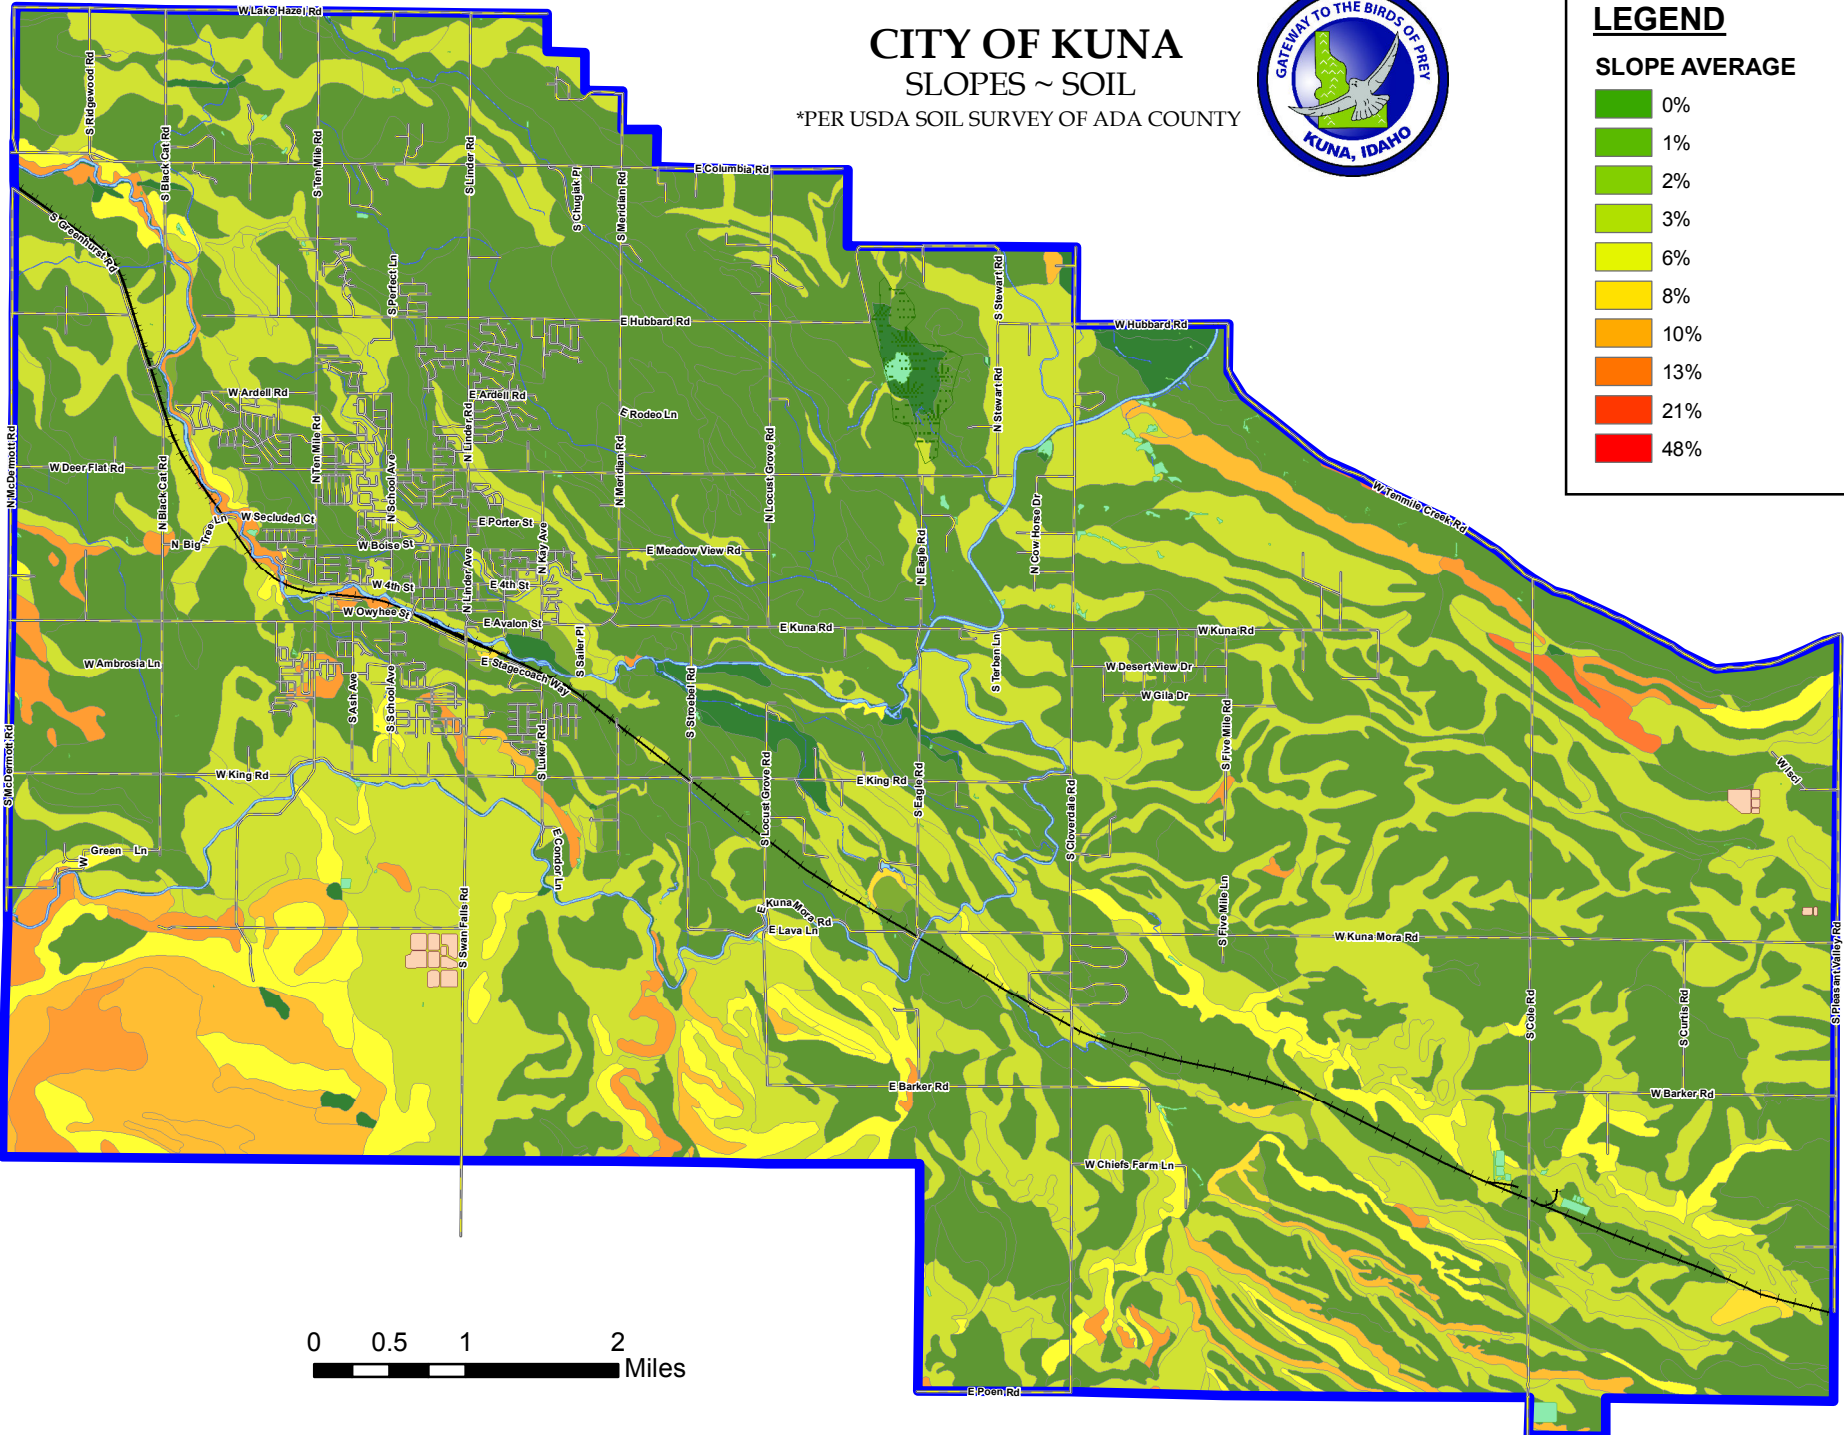 CITY OF KUNA
SLOPES ~ SOIL
*PER USDA SOIL SURVEY OF ADA COUNTY
GATEWAY TO THE BIRDS OF PREY
KUNA, IDAHO
LEGEND
SLOPE AVERAGE
0%
1%
2%
3%
6%
8%
10%
13%
21%
48%
W Lake Hazel Rd
S Ridgewood Rd
S Black Cat Rd
S Ten Mile Rd
S Linder Rd
S Chugiak Pl
S Meridian Rd
E Columbia Rd
S Greenhurst Rd
S Perfect Ln
E Hubbard Rd
S Stewart Rd
W Hubbard Rd
W Ardell Rd
E Ardell Rd
E Rodeo Ln
N Stewart Rd
N McDermott Rd
W Deer Flat Rd
N Black Cat Rd
N Ten Mile Rd
N School Ave
N Linder Rd
N Meridian Rd
N Locust Grove Rd
W Tenmile Creek Rd
N Big Tree Ln
W Secluded Ct
W Boise St
E Porter St
N Kay Ave
E Meadow View Rd
N Eagle Rd
N Cow Horse Dr
W 4th St
E 4th St
N Linder Ave
W Owyhee St
E Avalon St
E Kuna Rd
W Kuna Rd
W Ambrosia Ln
S Ash Ave
S School Ave
E Stagecoach Way
S Sailer Pl
S Stroebel Rd
S Terben Ln
W Desert View Dr
W Gila Dr
S Five Mile Rd
S McDermott Rd
W King Rd
S Luker Rd
S Locust Grove Rd
E King Rd
S Eagle Rd
S Cloverdale Rd
W Isci
W Green Ln
E Condor Ln
S Swan Falls Rd
E Kuna Mora Rd
E Lava Ln
S Five Mile Ln
W Kuna Mora Rd
S Pleasant Valley Rd
S Cole Rd
S Curtis Rd
E Barker Rd
W Barker Rd
W Chiefs Farm Ln
E Poen Rd
0 0.5 1 2
Miles